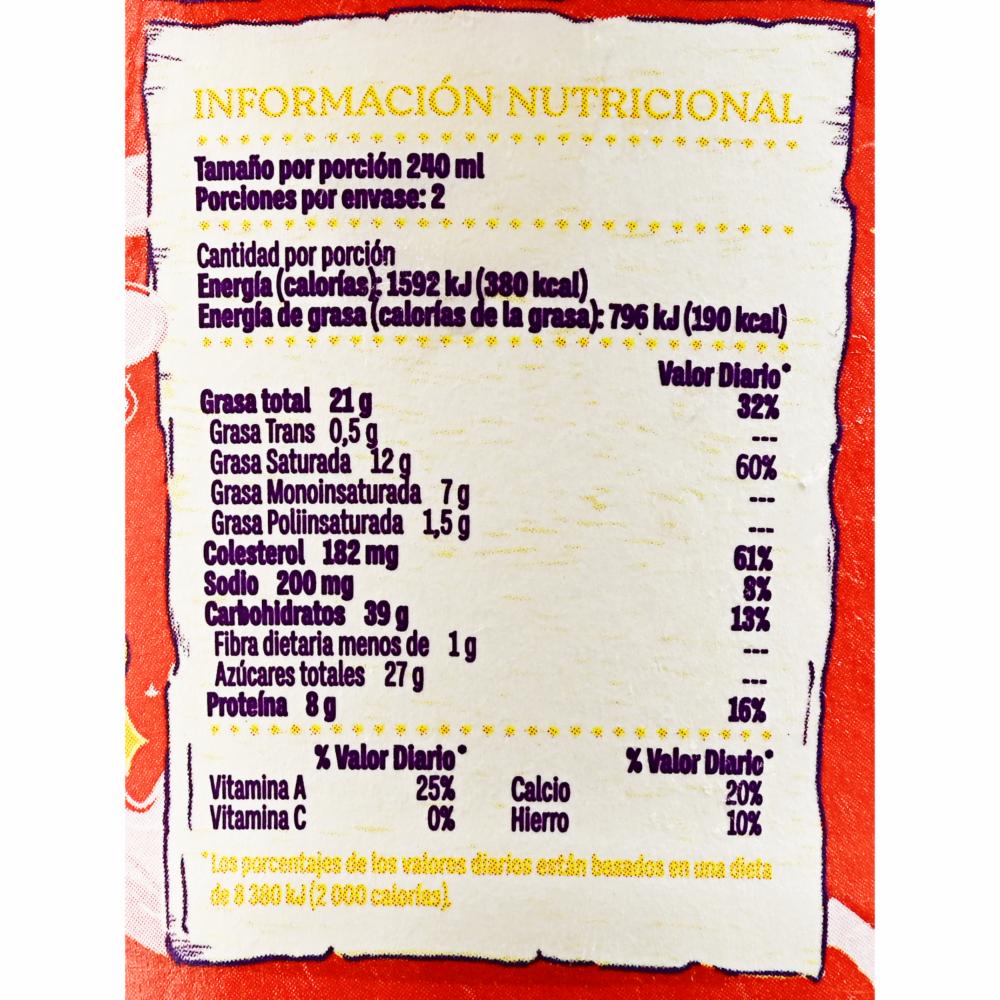 INFORMACIÓN NUTRICIONAL
Tamaño por porción 240 ml
Porciones por envase: 2
Cantidad por porción
Energía (calorías): 1592 kJ (380 kcal)
Energía de grasa (calorías de la grasa): 796 kJ (190 kcal)
Valor Diario*
Grasa total 21 g 32%
Grasa Trans 0,5 g ---
Grasa Saturada 12 g 60%
Grasa Monoinsaturada 7 g ---
Grasa Poliinsaturada 1,5 g ---
Colesterol 182 mg 61%
Sodio 200 mg 8%
Carbohidratos 39 g 13%
Fibra dietaria menos de 1 g ---
Azúcares totales 27 g ---
Proteína 8 g 16%
% Valor Diario* % Valor Diario*
Vitamina A 25% Calcio 20%
Vitamina C 0% Hierro 10%
*Los porcentajes de los valores diarios están basados en una dieta
de 8 380 kJ (2 000 calorías).